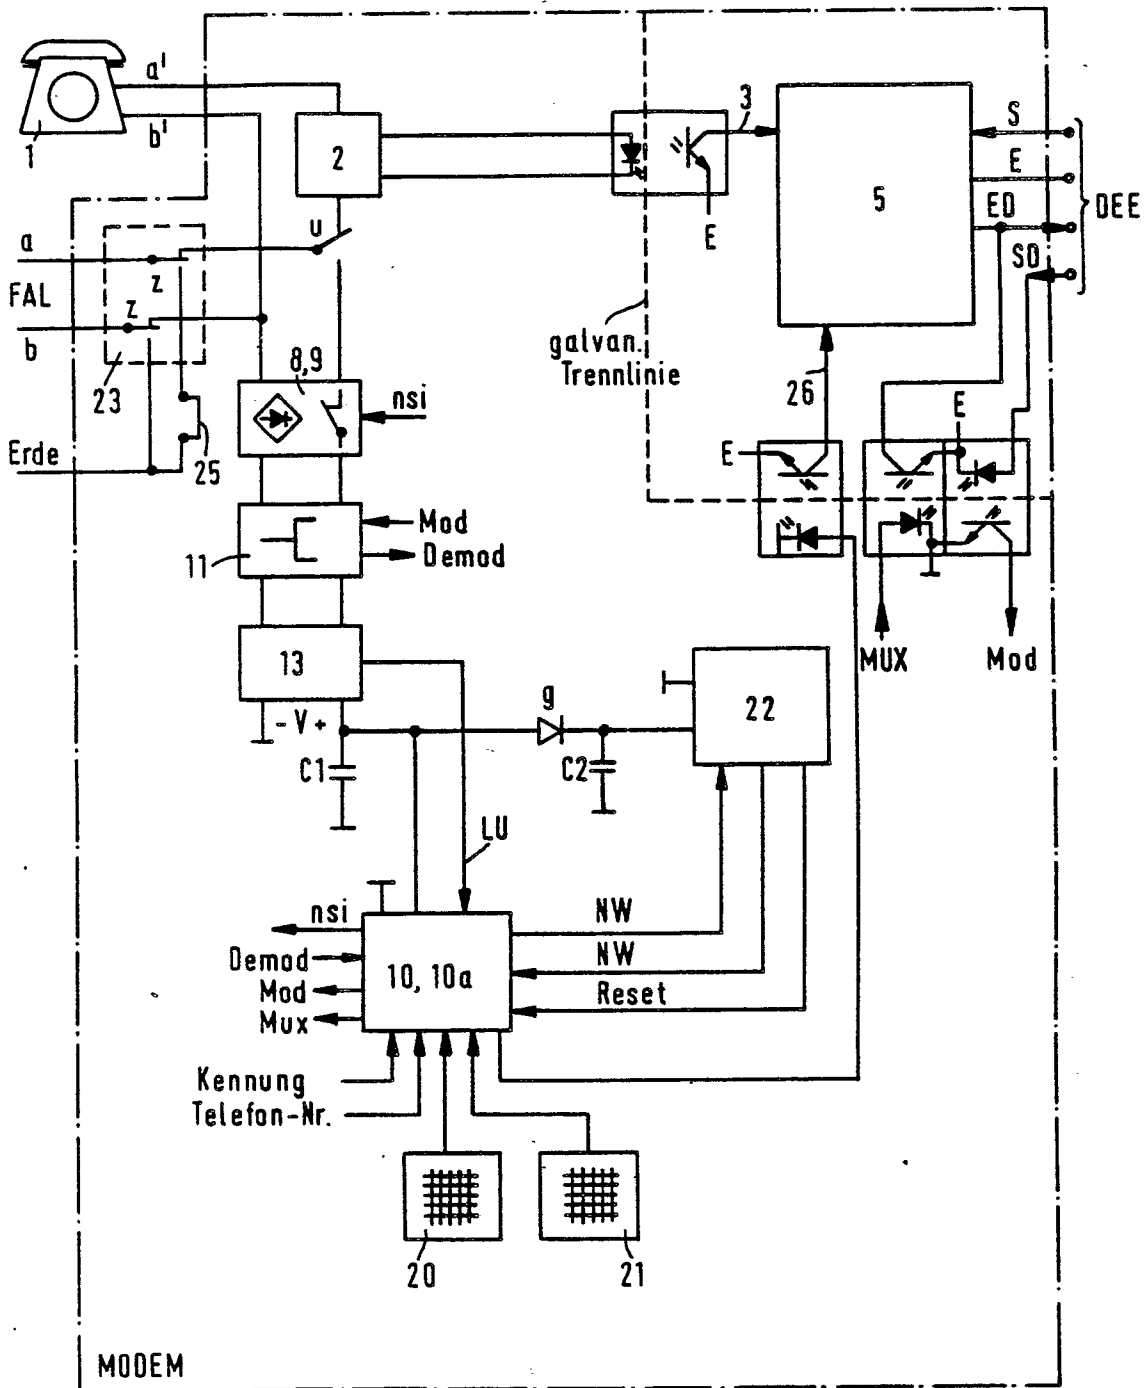 a'
b'
1
2
3
5
S
E
ED
SD
DEE
E
u
a
z
FAL
z
b
23
25
Erde
8,9
nsi
galvan.
Trennlinie
26
E
E
11
Mod
Demod
MUX
Mod
13
- V +
C1
g
C2
22
LU
nsi
Demod
Mod
Mux
10, 10a
NW
NW
Reset
Kennung
Telefon-Nr.
20
21
MODEM